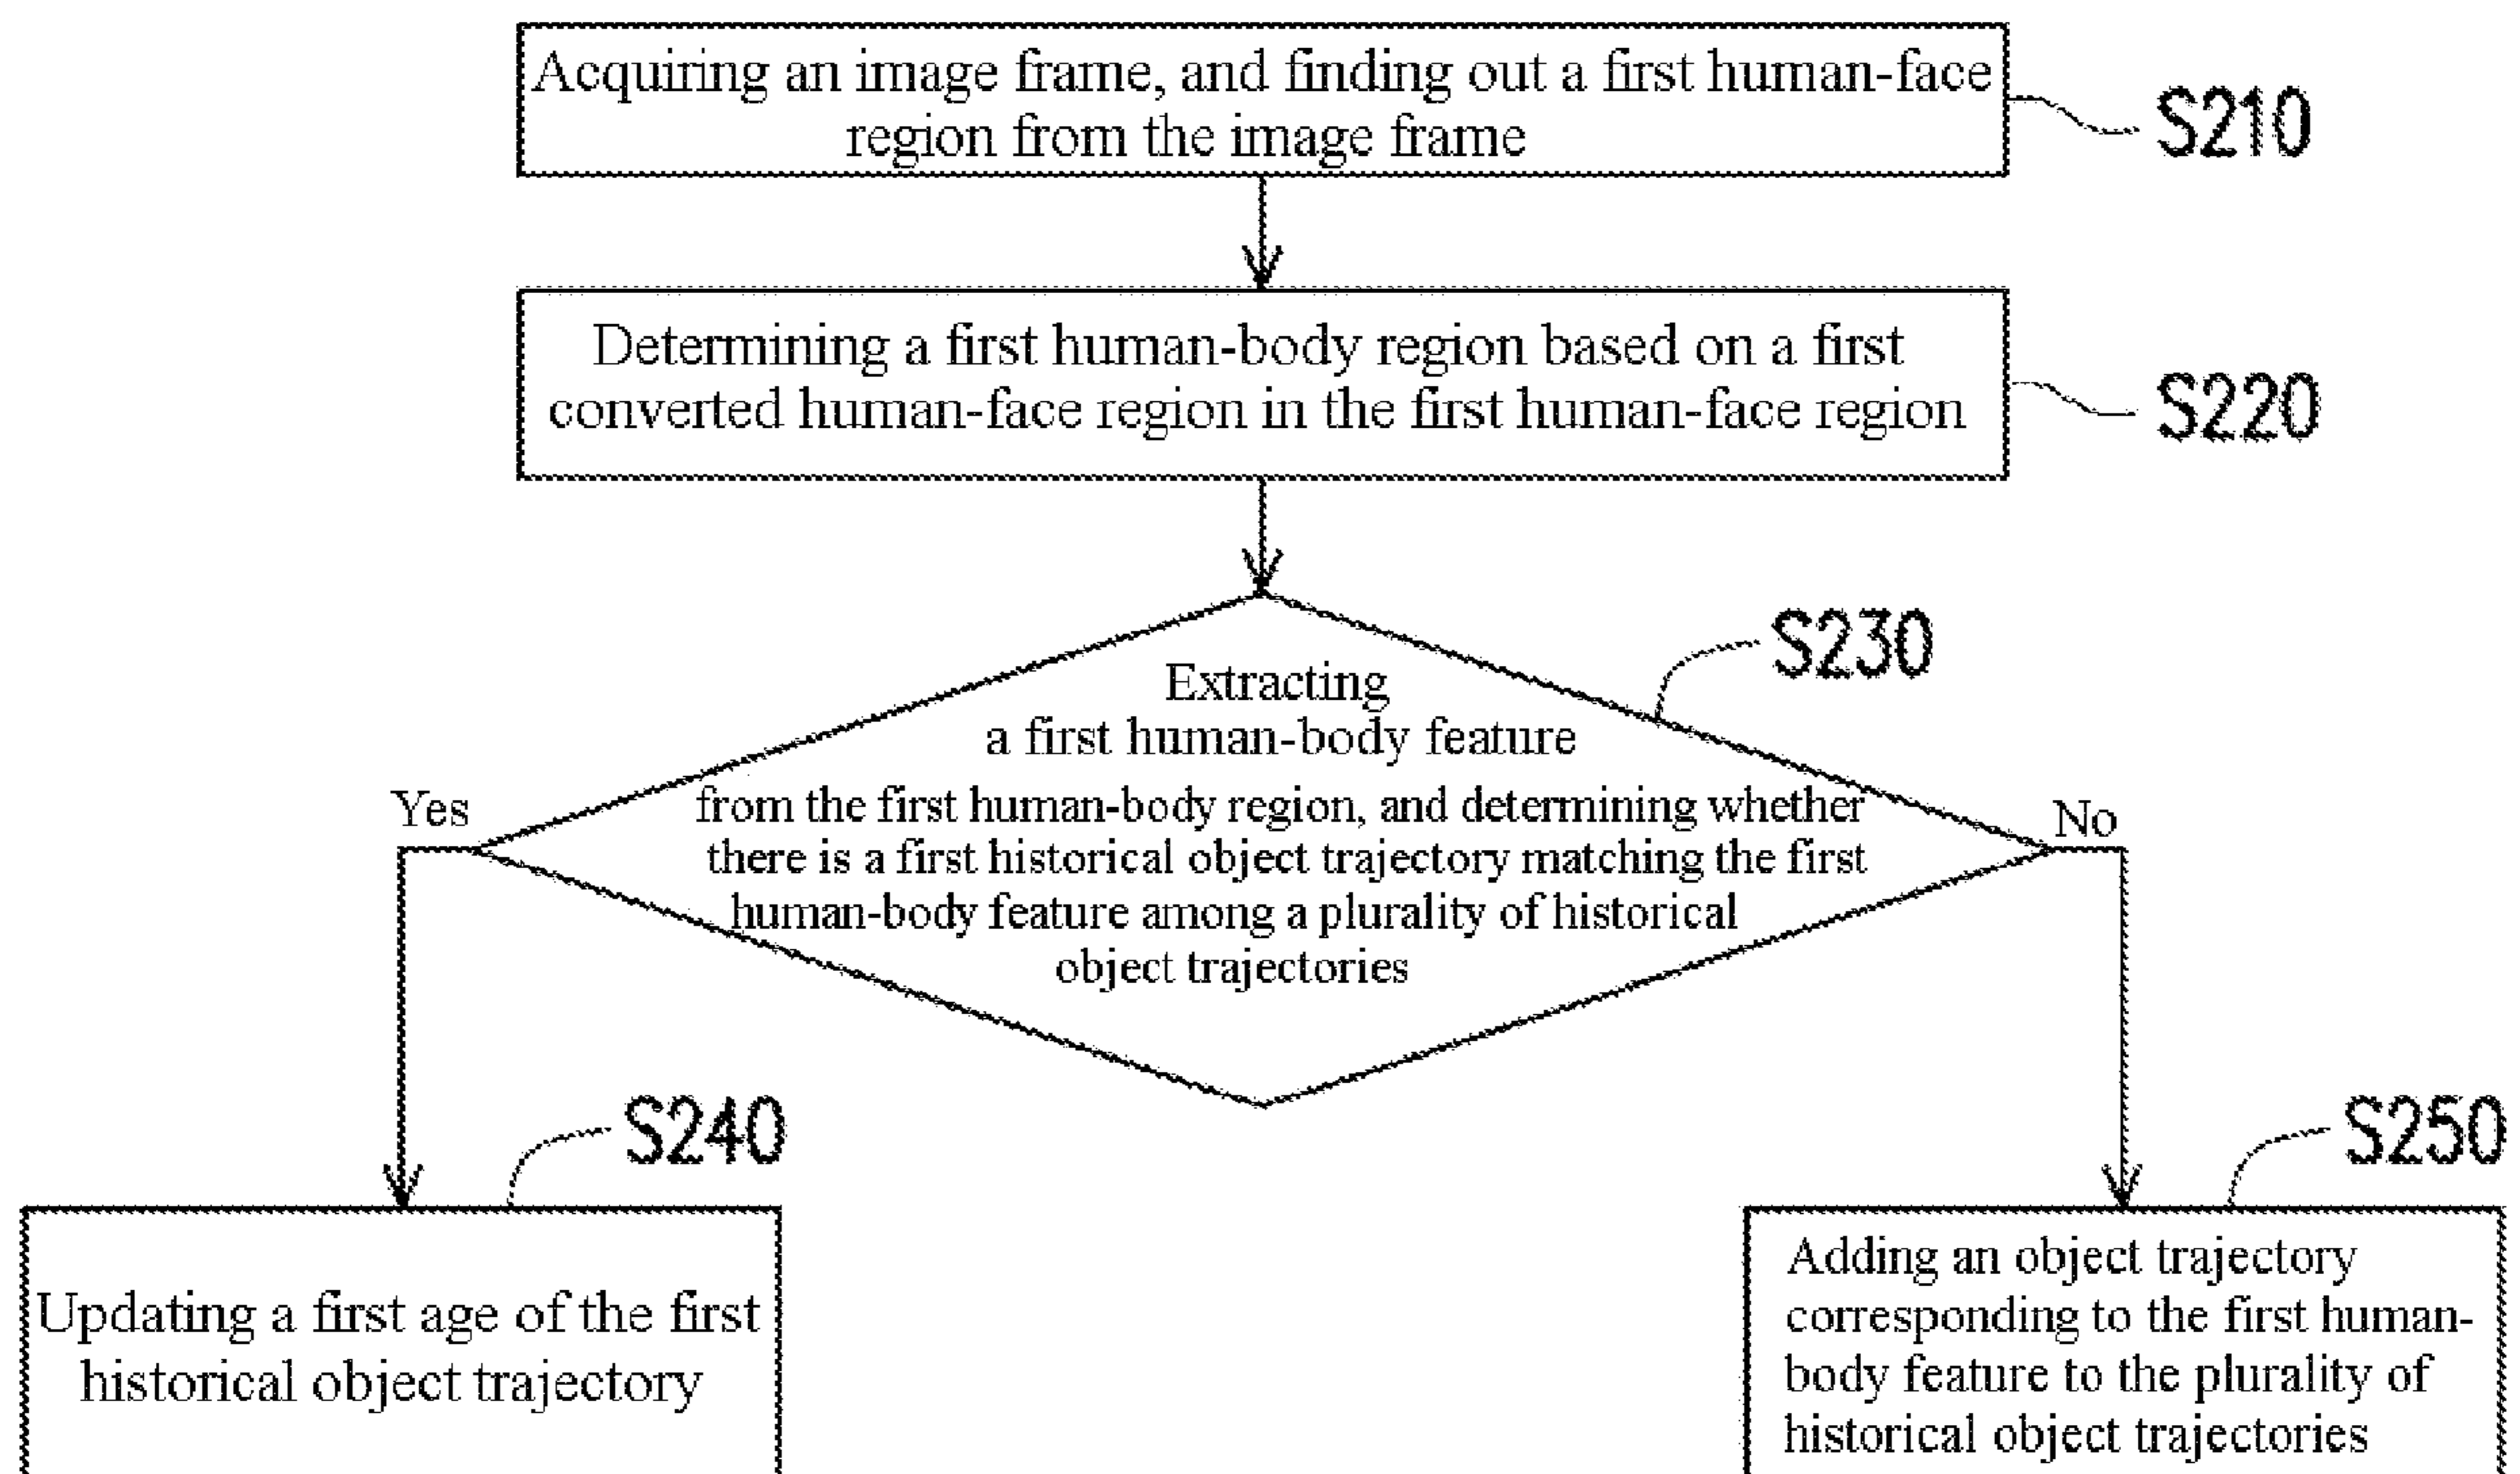 Acquiring an image frame, and finding out a first human-face
region from the image frame
S210
Determining a first human-body region based on a first
converted human-face region in the first human-face region
S220
S230
Extracting
a first human-body feature
from the first human-body region, and determining whether
there is a first historical object trajectory matching the first
human-body feature among a plurality of historical
object trajectories
Yes
No
S240
Updating a first age of the first
historical object trajectory
S250
Adding an object trajectory
corresponding to the first human-
body feature to the plurality of
historical object trajectories